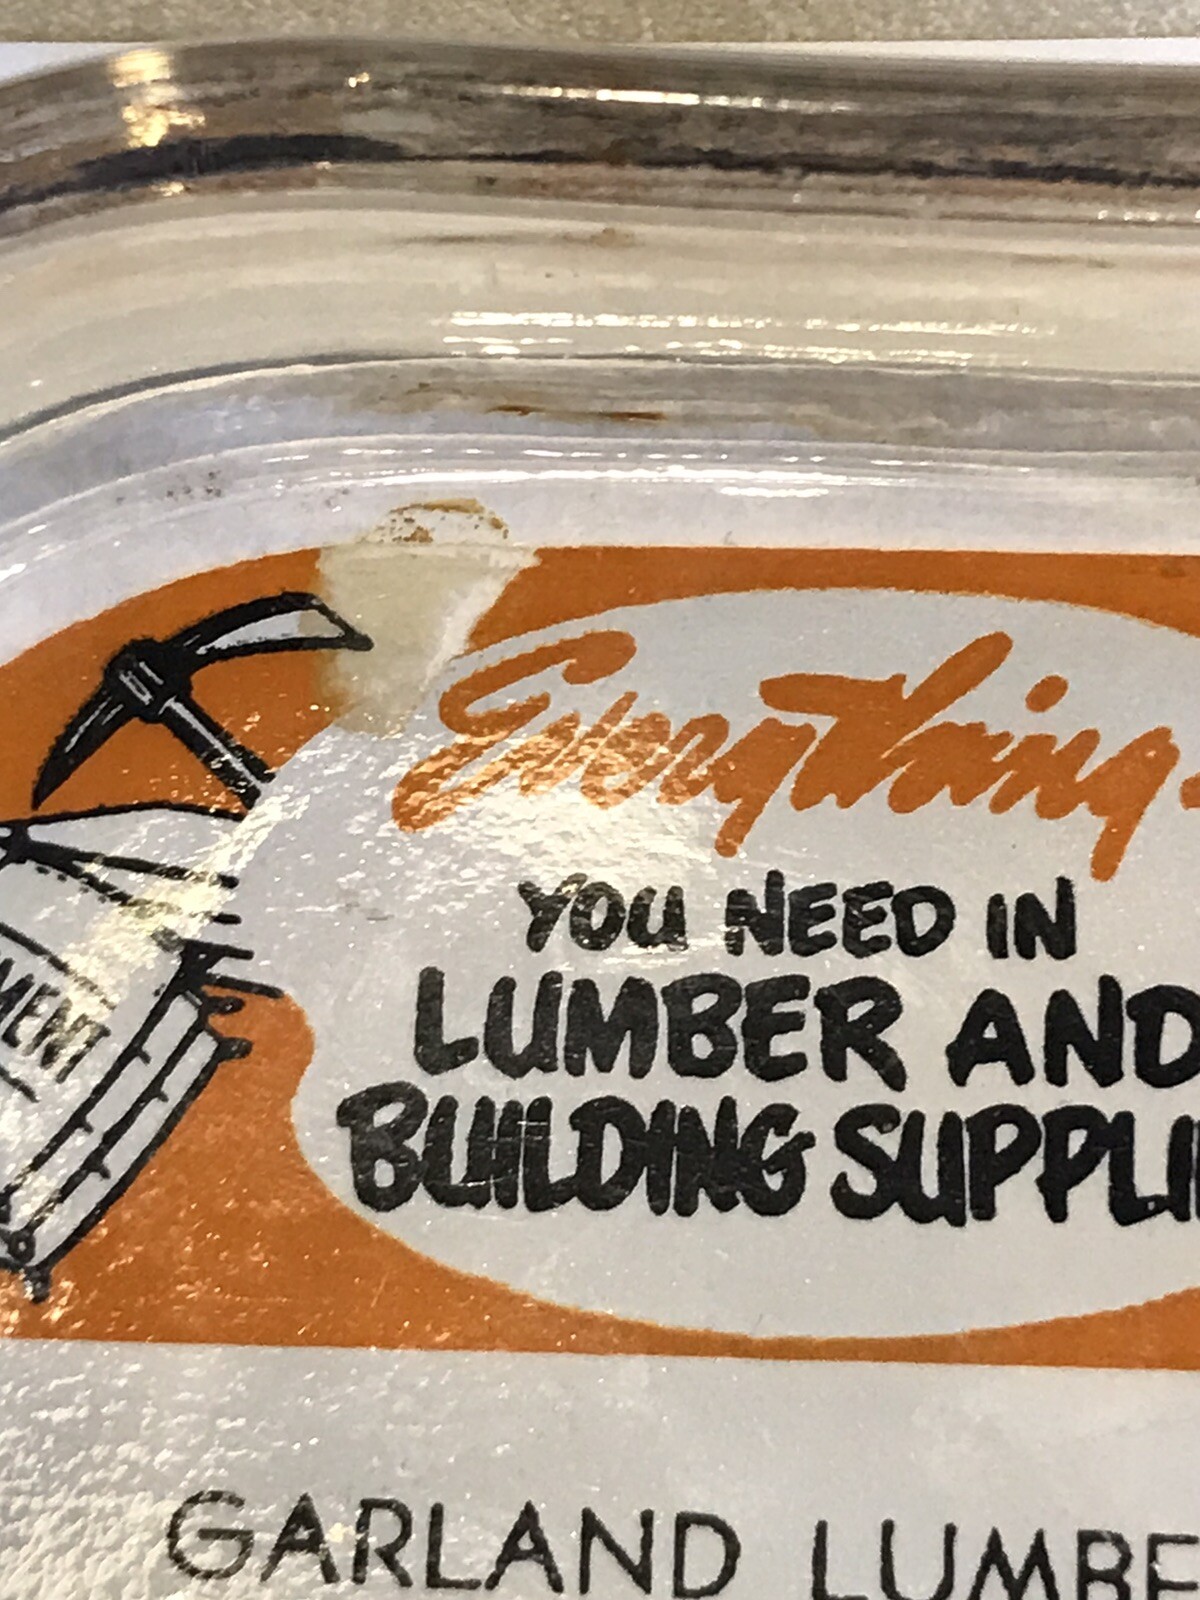 Everything
YOU NEED IN
LUMBER AND
MENT
BUILDING SUPPLI
GARLAND LUMBE